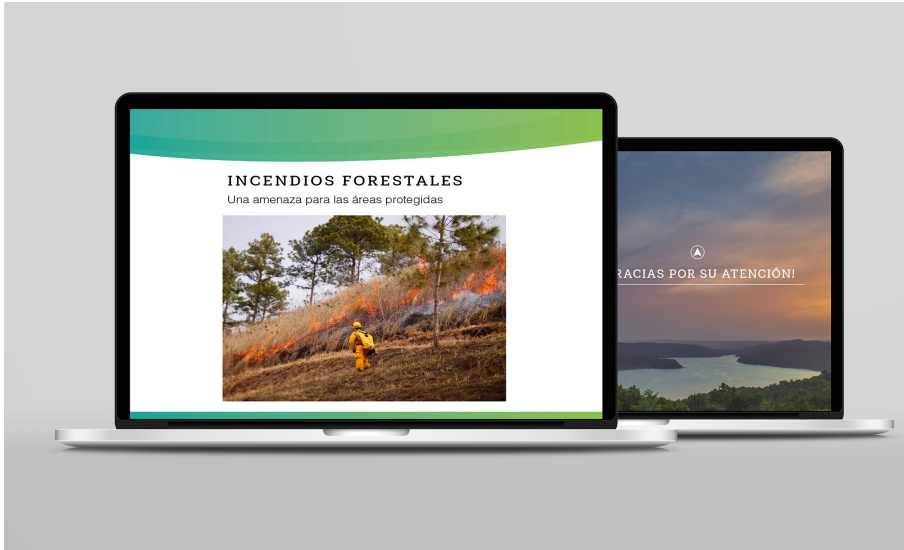 INCENDIOS FORESTALES
Una amenaza para las áreas protegidas
RACIAS POR SU ATENCIÓN!